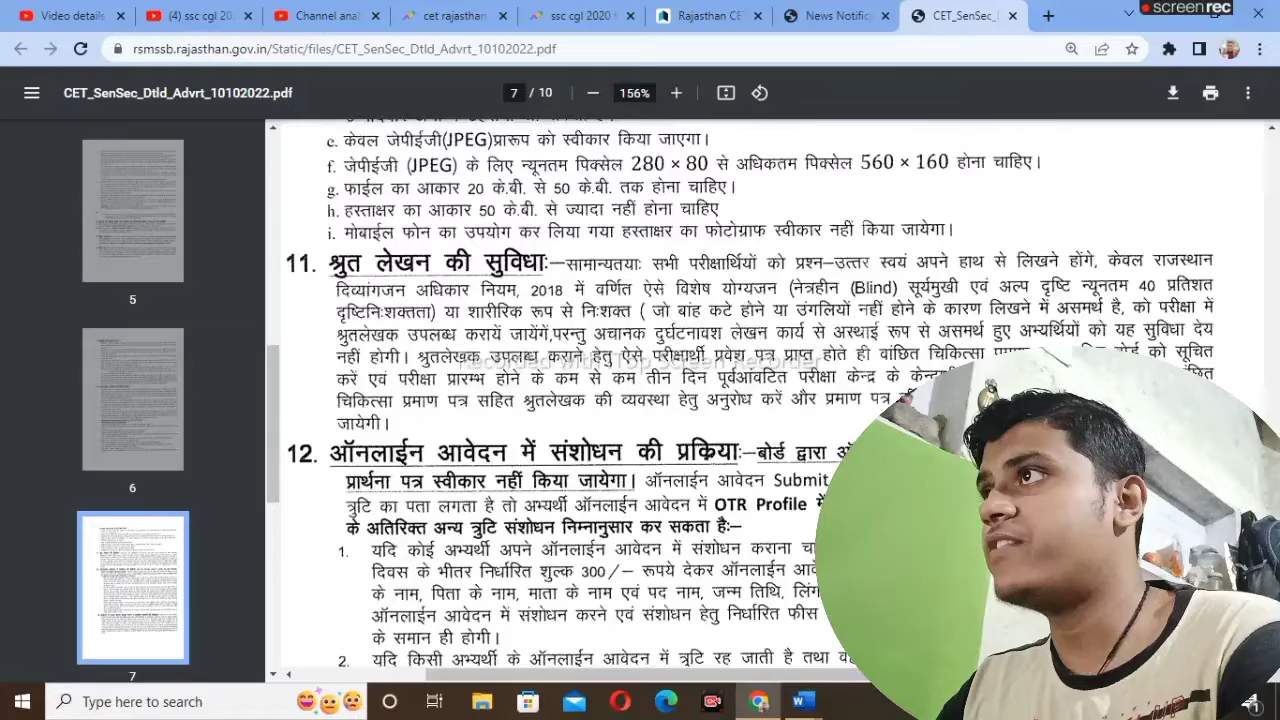 YouTube
(4) ssc cgl 20
Channel anal
cet rajasthan
ssc cgl 2020
Rajasthan CE
News Notific
CET_SenSec_D
screen rec
rsmssb.rajasthan.gov.in/Static/files/CET_SenSec_Dtld_Advrt_10102022.pdf
CET_SenSec_Dtld_Advrt_10102022.pdf
7 / 10
156%
e. केवल जेपीईजी(JPEG)प्रारूप को स्वीकार किया जाएगा।
f. जेपीईजी (JPEG) के लिए न्यूनतम पिक्सेल 280 × 80 से अधिकतम पिक्सेल 560 × 160 होना चाहिए।
g. फाईल का आकार 20 के.बी. से 50 के.बी. तक होना चाहिए।
h. हस्ताक्षर का आकार 50 के.बी. से ज्यादा नहीं होना चाहिए
i. मोबाईल फोन का उपयोग कर लिया गया हस्ताक्षर का फोटोग्राफ स्वीकार नहीं किया जायेगा।
11. श्रुत लेखन की सुविधाः–सामान्यतयाः सभी परीक्षार्थियों को प्रश्न–उत्तर स्वयं अपने हाथ से लिखने होंगे, केवल राजस्थान
दिव्यांगजन अधिकार नियम, 2018 में वर्णित ऐसे विशेष योग्यजन (नेत्रहीन (Blind) सूर्यमुखी एवं अल्प दृष्टि न्यूनतम 40 प्रतिशत
दृष्टिनिःशक्तता) या शारीरिक रूप से निःशक्त ( जो बांह कटे होने या उंगलियों नहीं होने के कारण लिखने में असमर्थ है, को परीक्षा में
श्रुतलेखक उपलब्ध करायें जायेंगें,परन्तु अचानक दुर्घटनावश लेखन कार्य से अस्थाई रूप से असमर्थ हुए अभ्यर्थियों को यह सुविधा देय
नहीं होगी। श्रुतलेखक उपलब्ध कराने हेतु ऐसे परीक्षार्थी प्रवेश पत्र प्राप्त होते ही वांछित चिकित्सा को सूचित
करें एवं परीक्षा प्रारम्भ होने के कम से कम तीन दिन पूर्वआवंटित परीक्षा केन्द्र के
चिकित्सा प्रमाण पत्र सहित श्रुतलेखक की व्यवस्था हेतु अनुरोध करें और प्रमाण पत्र
जायेगी।
12. ऑनलाईन आवेदन में संशोधन की प्रकियाः–बोर्ड द्वारा
प्रार्थना पत्र स्वीकार नहीं किया जायेगा। ऑनलाईन आवेदन Submit
त्रुटि का पता लगता है तो अभ्यर्थी ऑनलाईन आवेदन में OTR Profile में
के अतिरिक्त अन्य त्रुटि संशोधन निम्नानुसार कर सकता हैः–
1. यदि कोई अभ्यर्थी अपने ऑनलाईन आवेदन में संशोधन कराना
दिवस के भीतर निर्धारित शुल्क 300/– रूपये देकर ऑनलाईन
के नाम, पिता के नाम, माता के नाम एवं पद नाम, जन्म तिथि, लिंग
ऑनलाईन आवेदन में संशोधन करने एवं संशोधन हेतु निर्धारित फीस
के समान ही होगी।
2. यदि किसी अभ्यर्थी के ऑनलाईन आवेदन में त्रुटि रह जाती है तथा
5
6
7
Type here to search